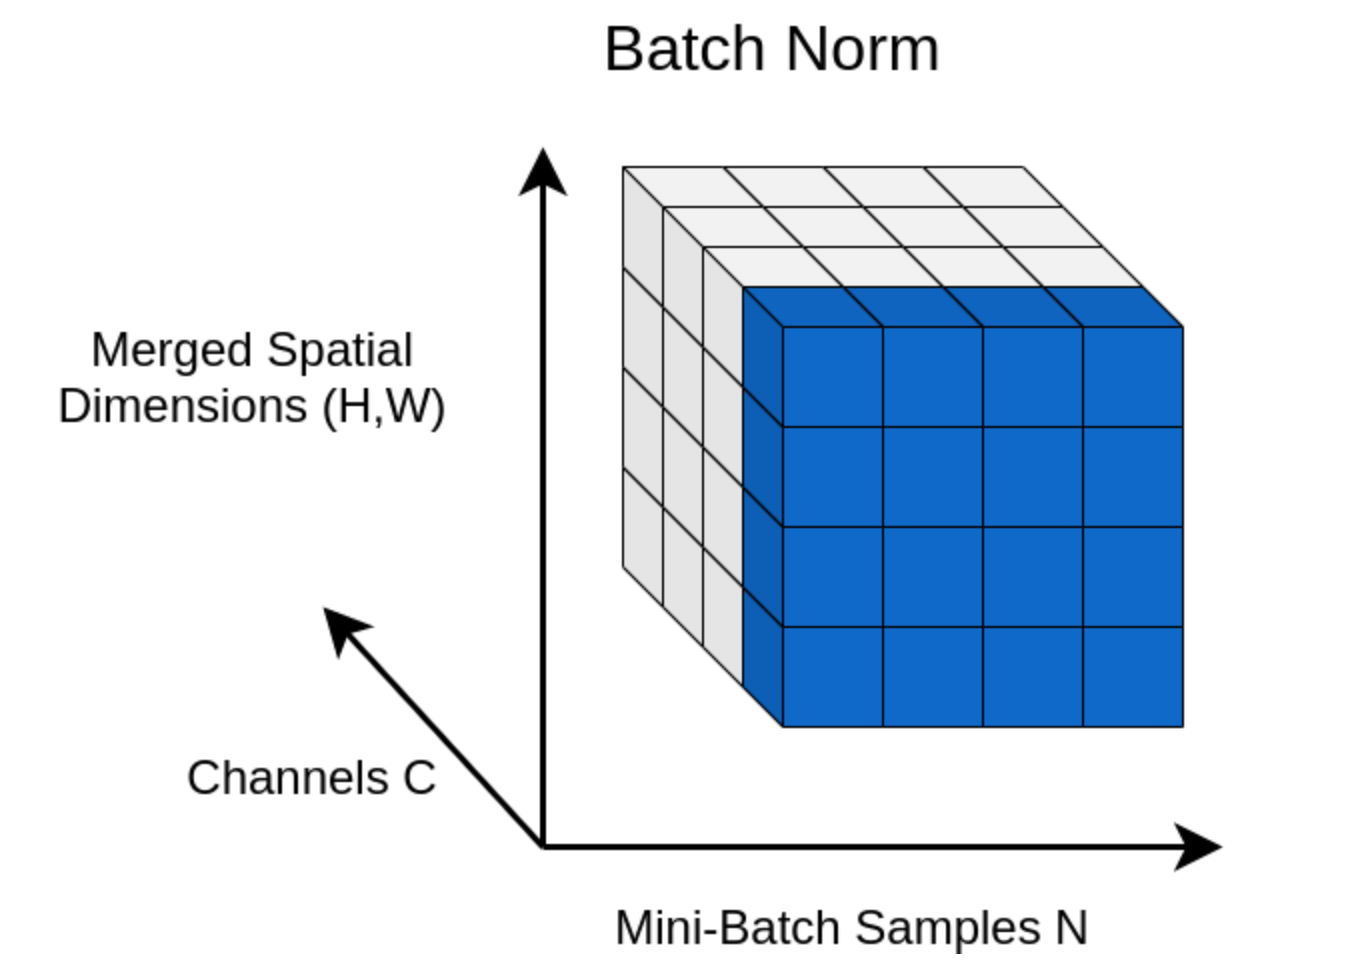 Batch Norm
Merged Spatial
Dimensions (H,W)
Channels C
Mini-Batch Samples N